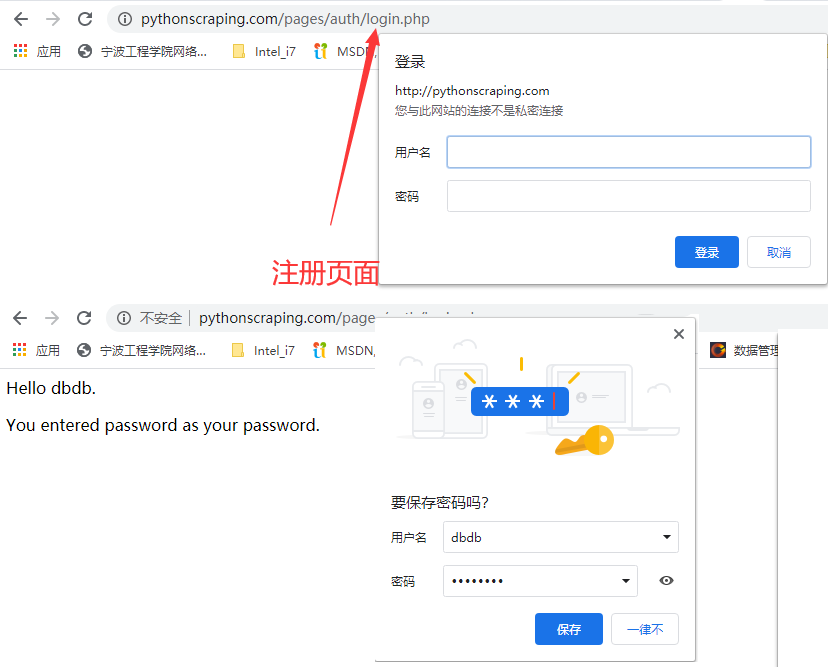 pythonscraping.com/pages/auth/login.php
应用 宁波工程学院网络... Intel_i7 MSDN,
登录
http://pythonscraping.com
您与此网站的连接不是私密连接
用户名
密码
登录 取消
注册页面
不安全 | pythonscraping.com/page
应用 宁波工程学院网络... Intel_i7 MSDN, 数据管理
Hello dbdb.
You entered password as your password.
***
要保存密码吗?
用户名 dbdb
密码 ••••••••
保存 一律不